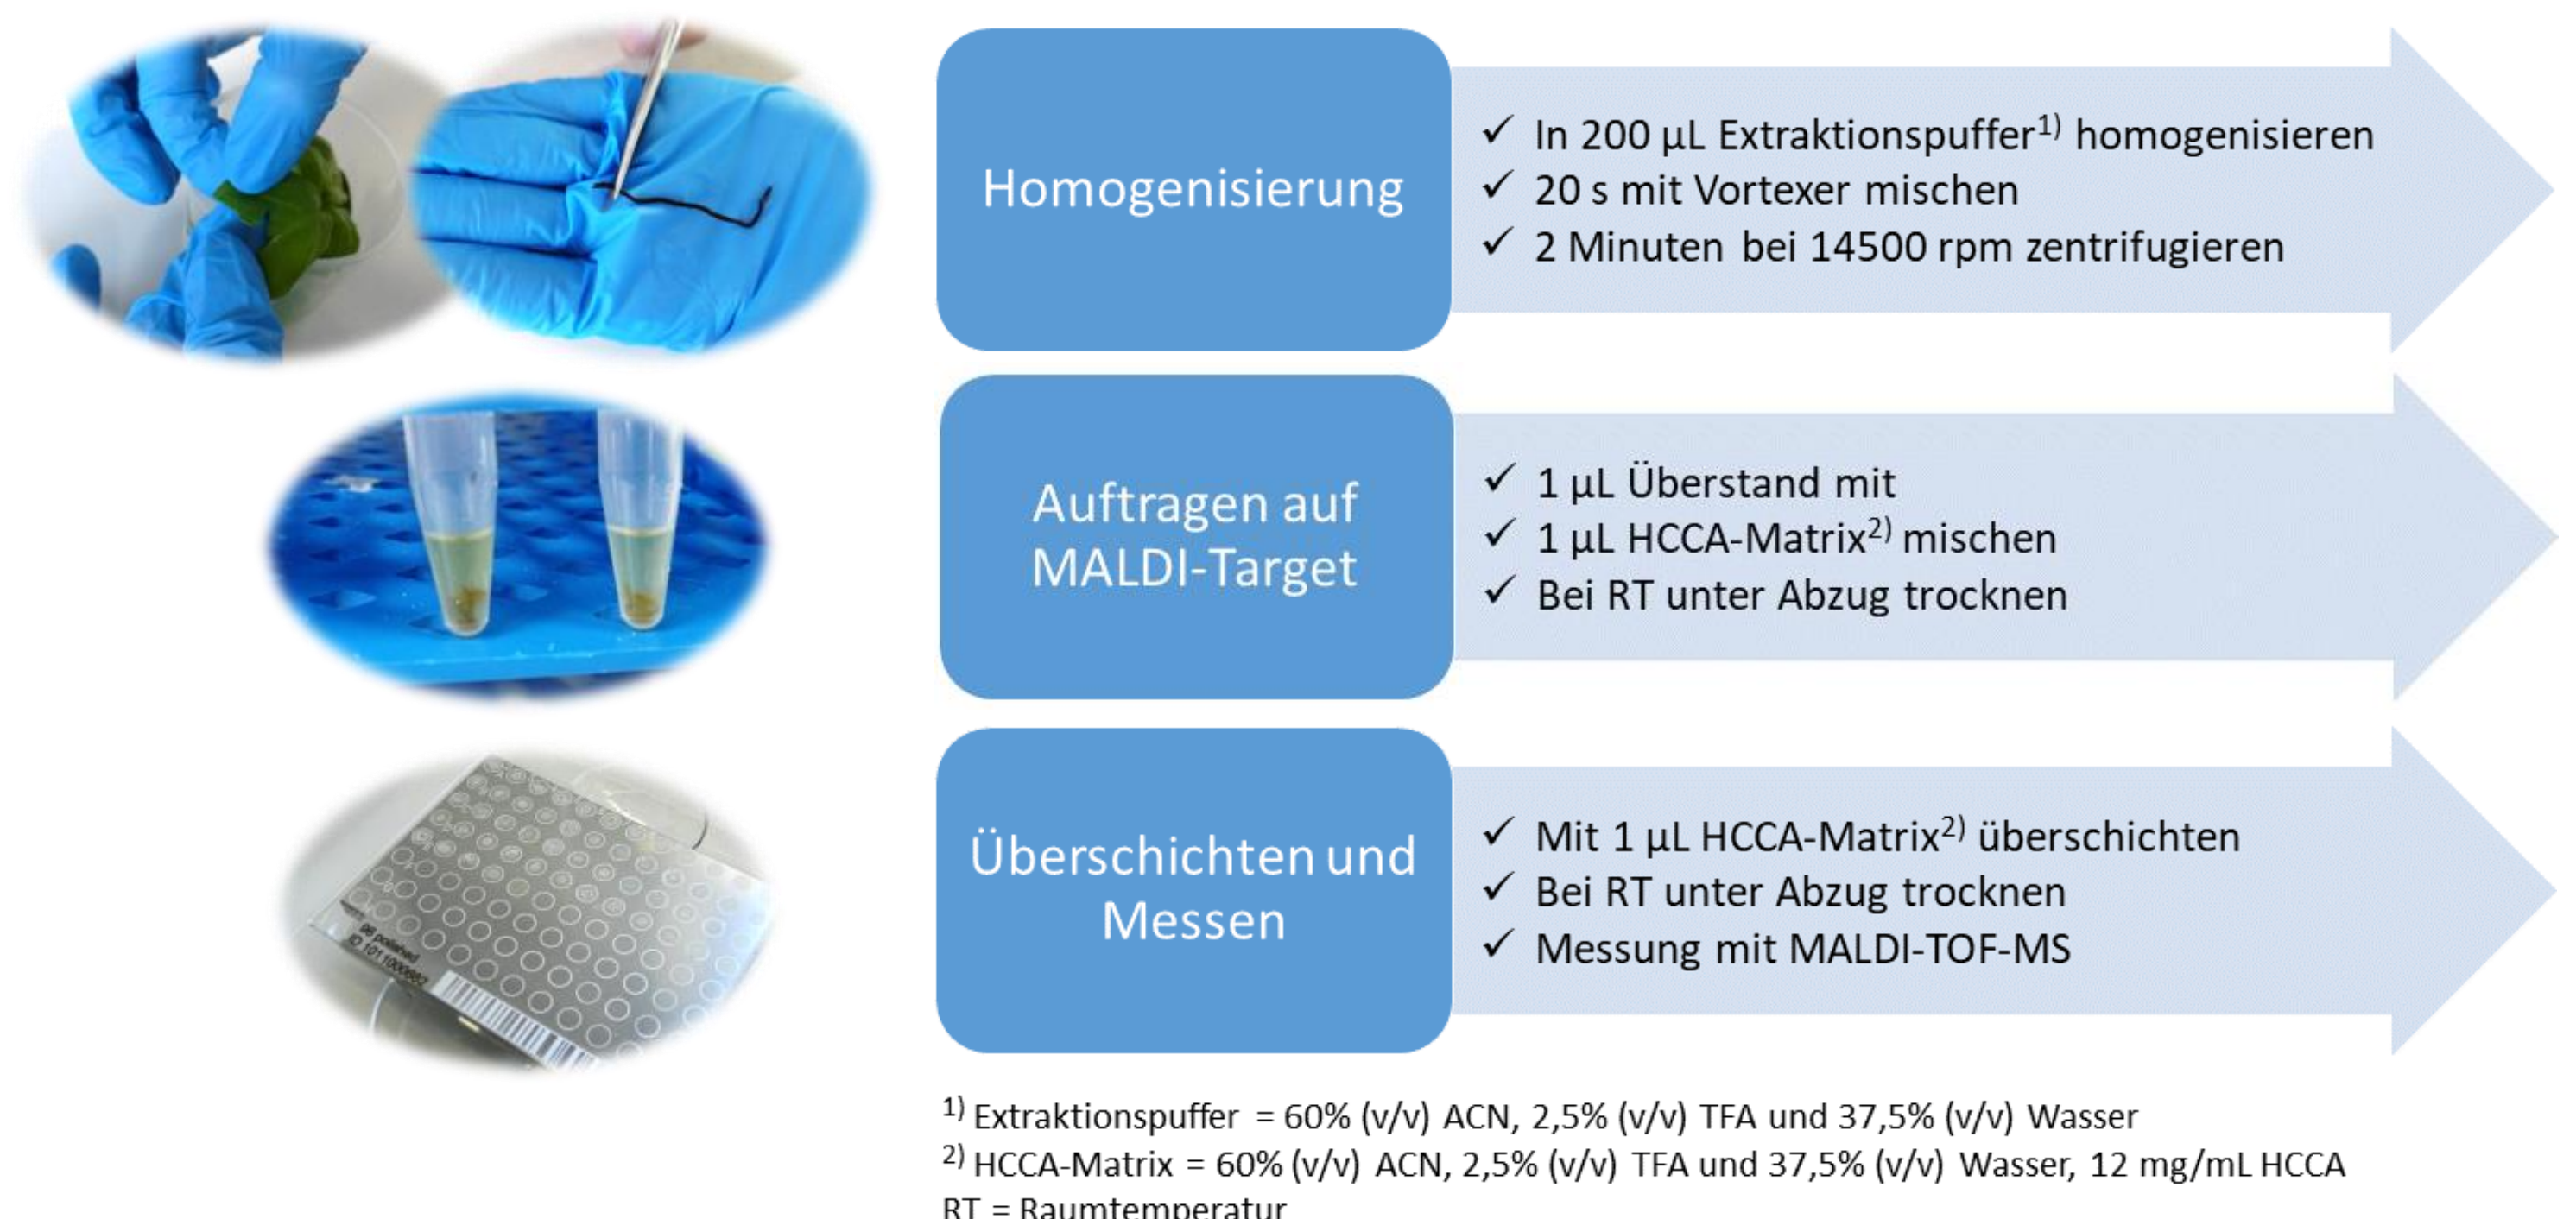 Homogenisierung
✓ In 200 µL Extraktionspuffer¹⁾ homogenisieren
✓ 20 s mit Vortexer mischen
✓ 2 Minuten bei 14500 rpm zentrifugieren
Auftragen auf
MALDI-Target
✓ 1 µL Überstand mit
✓ 1 µL HCCA-Matrix²⁾ mischen
✓ Bei RT unter Abzug trocknen
Überschichten und
Messen
✓ Mit 1 µL HCCA-Matrix²⁾ überschichten
✓ Bei RT unter Abzug trocknen
✓ Messung mit MALDI-TOF-MS
96 polished
¹⁾ Extraktionspuffer = 60% (v/v) ACN, 2,5% (v/v) TFA und 37,5% (v/v) Wasser
²⁾ HCCA-Matrix = 60% (v/v) ACN, 2,5% (v/v) TFA und 37,5% (v/v) Wasser, 12 mg/mL HCCA
RT = Raumtemperatur